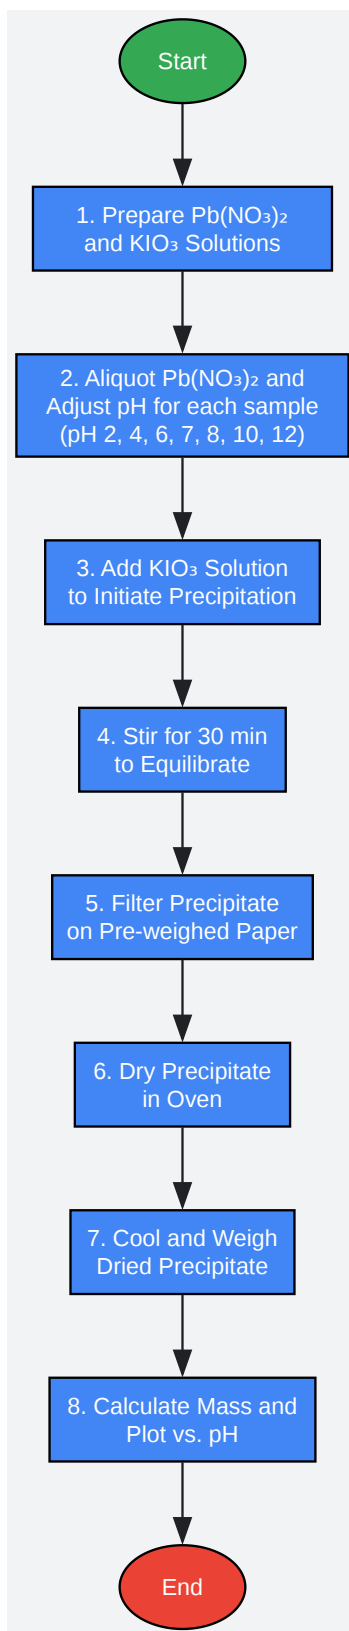 Start
1. Prepare Pb(NO₃)₂
and KIO₃ Solutions
2. Aliquot Pb(NO₃)₂ and
Adjust pH for each sample
(pH 2, 4, 6, 7, 8, 10, 12)
3. Add KIO₃ Solution
to Initiate Precipitation
4. Stir for 30 min
to Equilibrate
5. Filter Precipitate
on Pre-weighed Paper
6. Dry Precipitate
in Oven
7. Cool and Weigh
Dried Precipitate
8. Calculate Mass and
Plot vs. pH
End